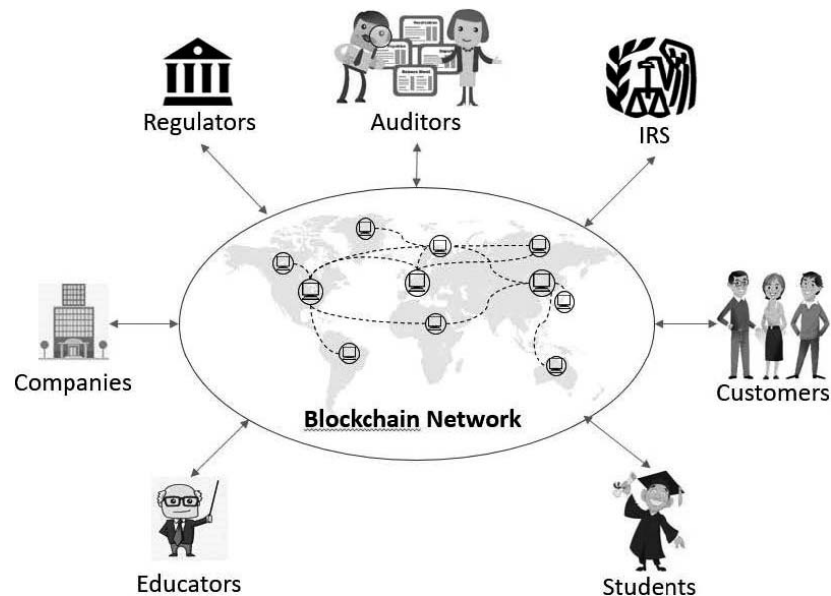 Regulators
Auditors
IRS
Companies
Customers
Blockchain Network
Educators
Students